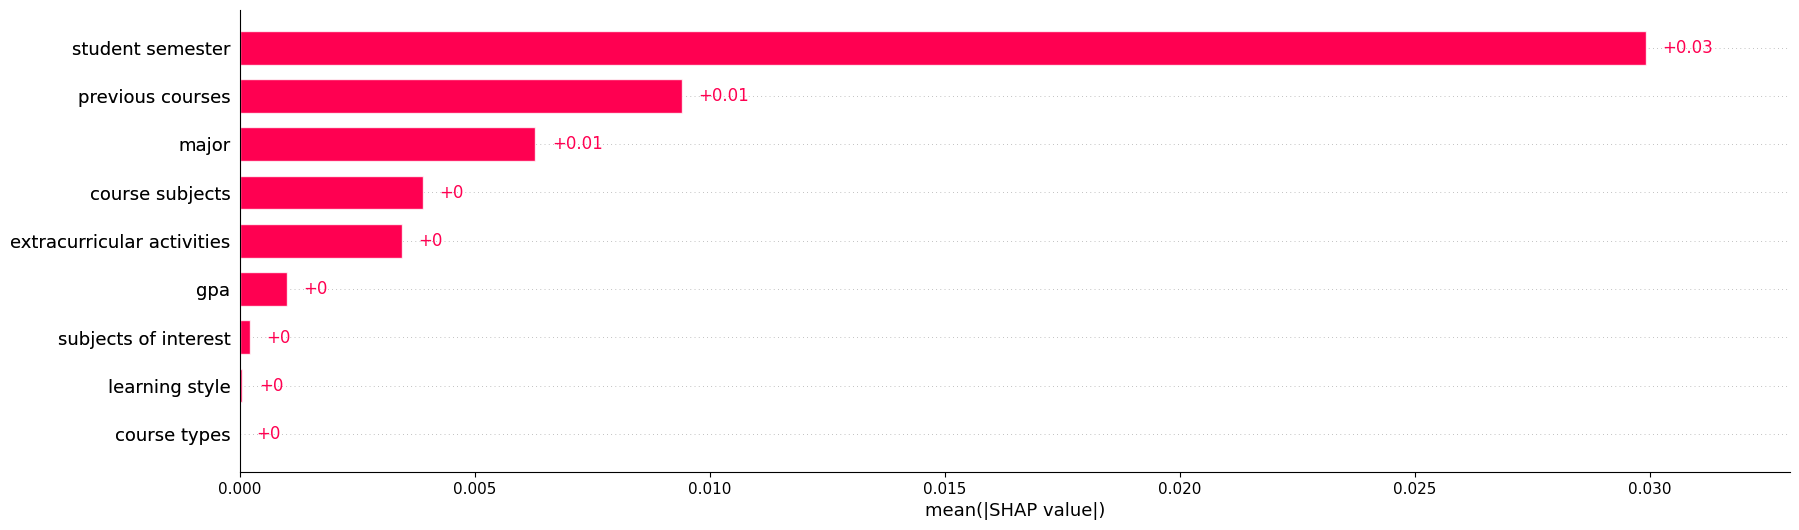 student semester +0.03
previous courses +0.01
major +0.01
course subjects +0
extracurricular activities +0
gpa +0
subjects of interest +0
learning style +0
course types +0
0.000 0.005 0.010 0.015 0.020 0.025 0.030
mean(|SHAP value|)